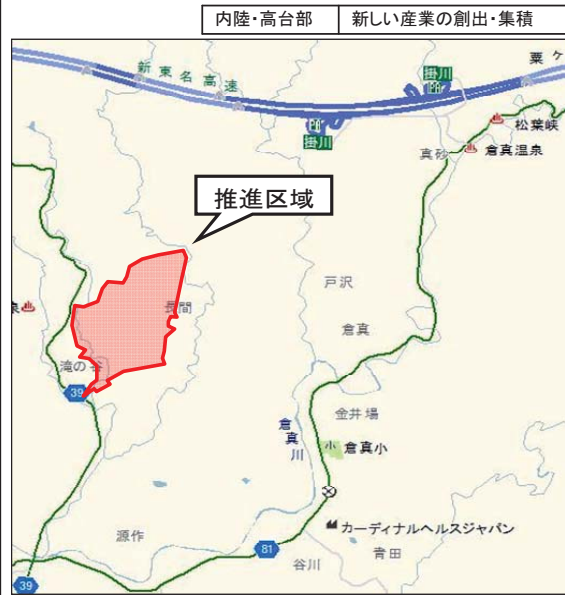 内陸・高台部 新しい産業の創出・集積
新東名高速
掛川
粟ケ
掛川
松葉峡
真砂
倉真温泉
推進区域
戸沢
長間
倉真
泉
滝の谷
39
金井場
倉真川
小 倉真小
カーディナルヘルスジャパン
源作
81
青田
谷川
39